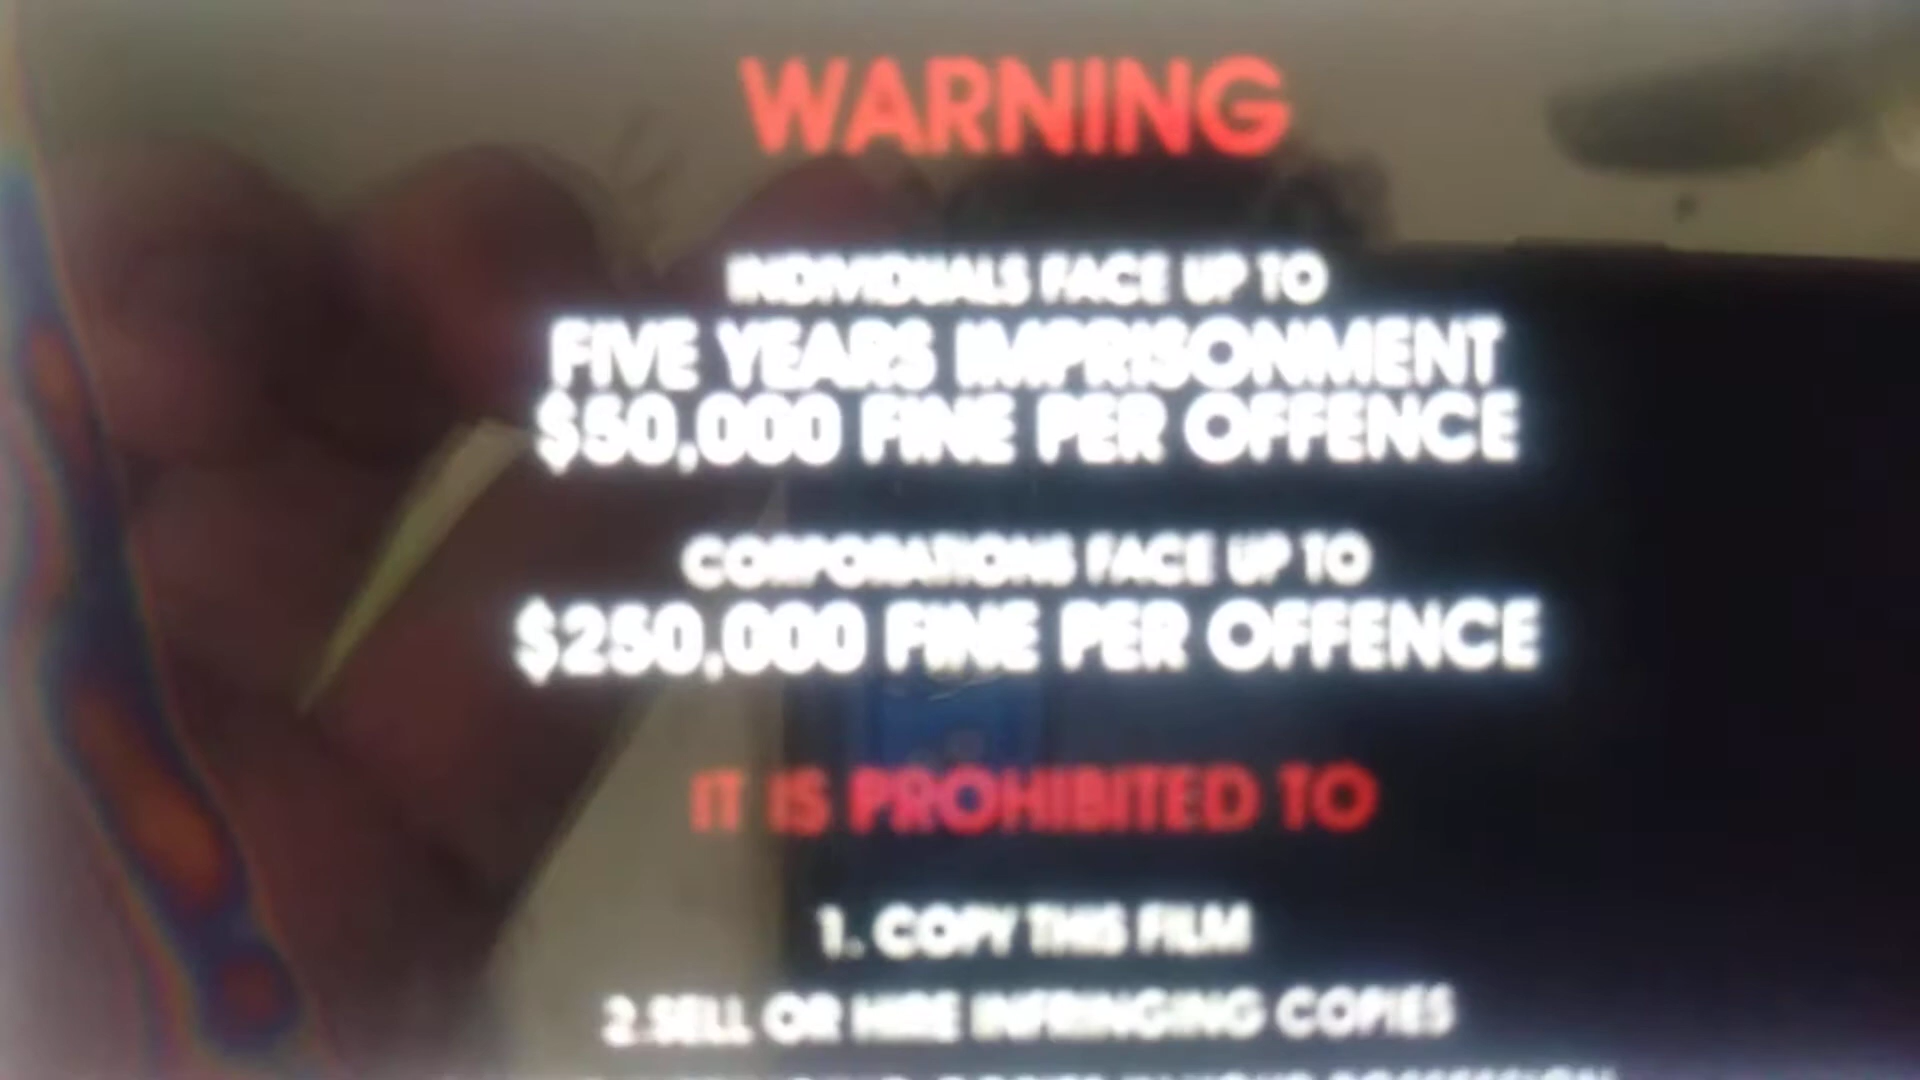 WARNING
INDIVIDUALS FACE UP TO
FIVE YEARS IMPRISONMENT
$50,000 FINE PER OFFENCE
CORPORATIONS FACE UP TO
$250,000 FINE PER OFFENCE
IT IS PROHIBITED TO
1. COPY THIS FILM
2.SELL OR HIRE INFRINGING COPIES